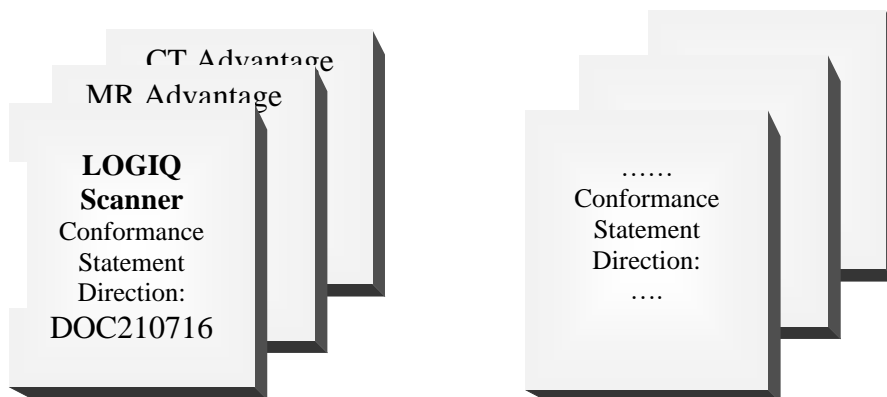 CT Advantage
MR Advantage
LOGIQ
Scanner
Conformance
Statement
Direction:
DOC210716
……
Conformance
Statement
Direction:
….